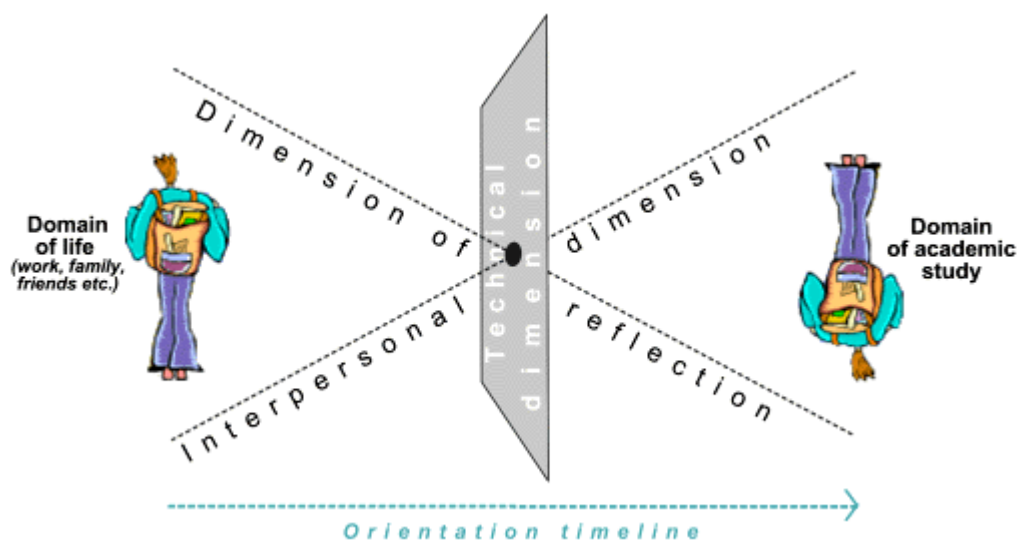 Dimension of reflection
Interpersonal dimension
Technical
dimension
Domain
of life
(work, family,
friends etc.)
Domain
of academic
study
Orientation timeline